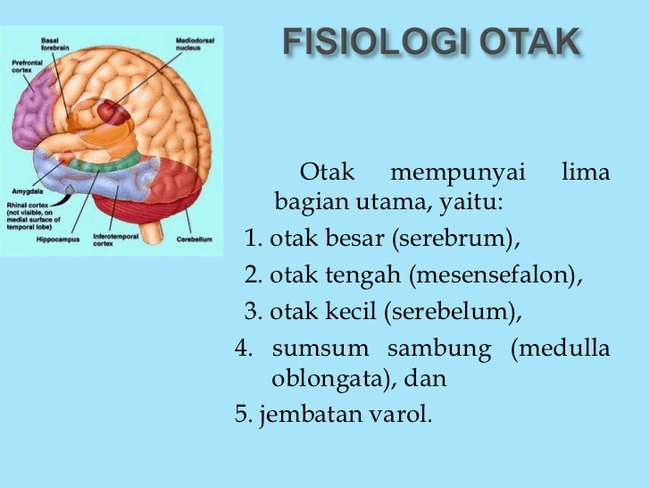 FISIOLOGI OTAK
Basal
forebrain
Mediodorsal
nucleus
Prefrontal
cortex
Amygdala
Rhinal cortex
(not visible, on
medial surface of
temporal lobe)
Hippocampus
Inferotemporal
cortex
Cerebellum
Otak mempunyai lima
bagian utama, yaitu:
1. otak besar (serebrum),
2. otak tengah (mesensefalon),
3. otak kecil (serebelum),
4. sumsum sambung (medulla
oblongata), dan
5. jembatan varol.